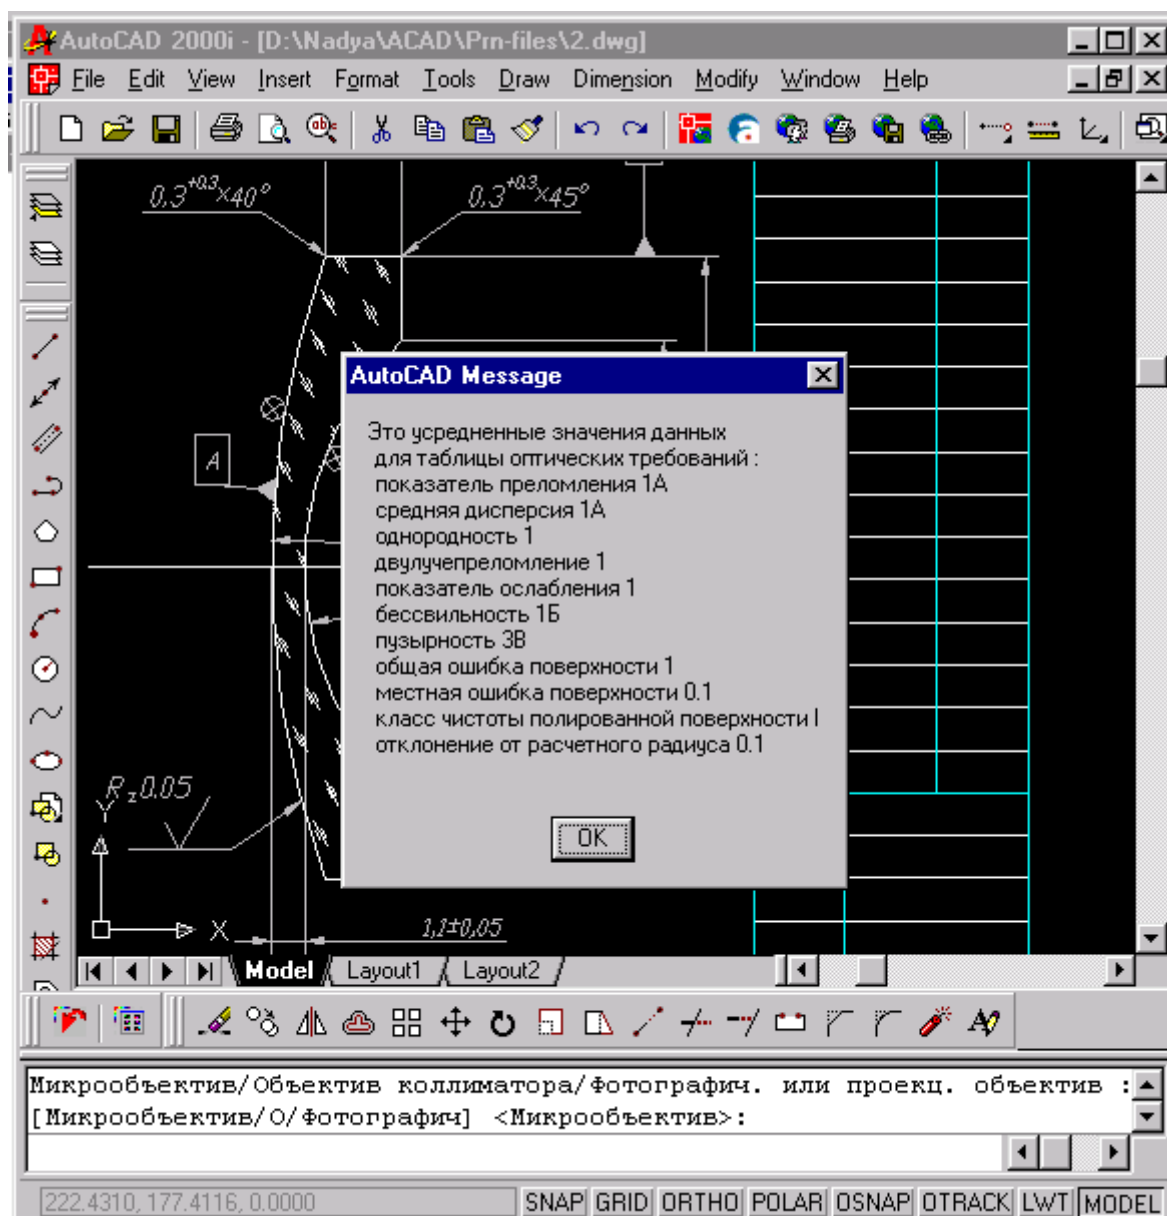 AutoCAD 2000i - [D:\Nadya\ACAD\Prn-files\2.dwg]
File Edit View Insert Format Tools Draw Dimension Modify Window Help
0,3+0,3×40°
0,3+0,3×45°
A
AutoCAD Message
Это усредненные значения данных
для таблицы оптических требований :
показатель преломления 1А
средняя дисперсия 1А
однородность 1
двулучепреломление 1
показатель ослабления 1
бессвильность 1Б
пузырность 3В
общая ошибка поверхности 1
местная ошибка поверхности 0.1
класс чистоты полированной поверхности I
отклонение от расчетного радиуса 0.1
OK
Rz0.05
Y
X
1,1±0,05
Model Layout1 Layout2
Микрообъектив/Объектив коллиматора/Фотографич. или проекц. объектив :
[Микрообъектив/О/Фотографич] <Микрообъектив>:
222.4310, 177.4116, 0.0000 SNAP GRID ORTHO POLAR OSNAP OTRACK LWT MODEL